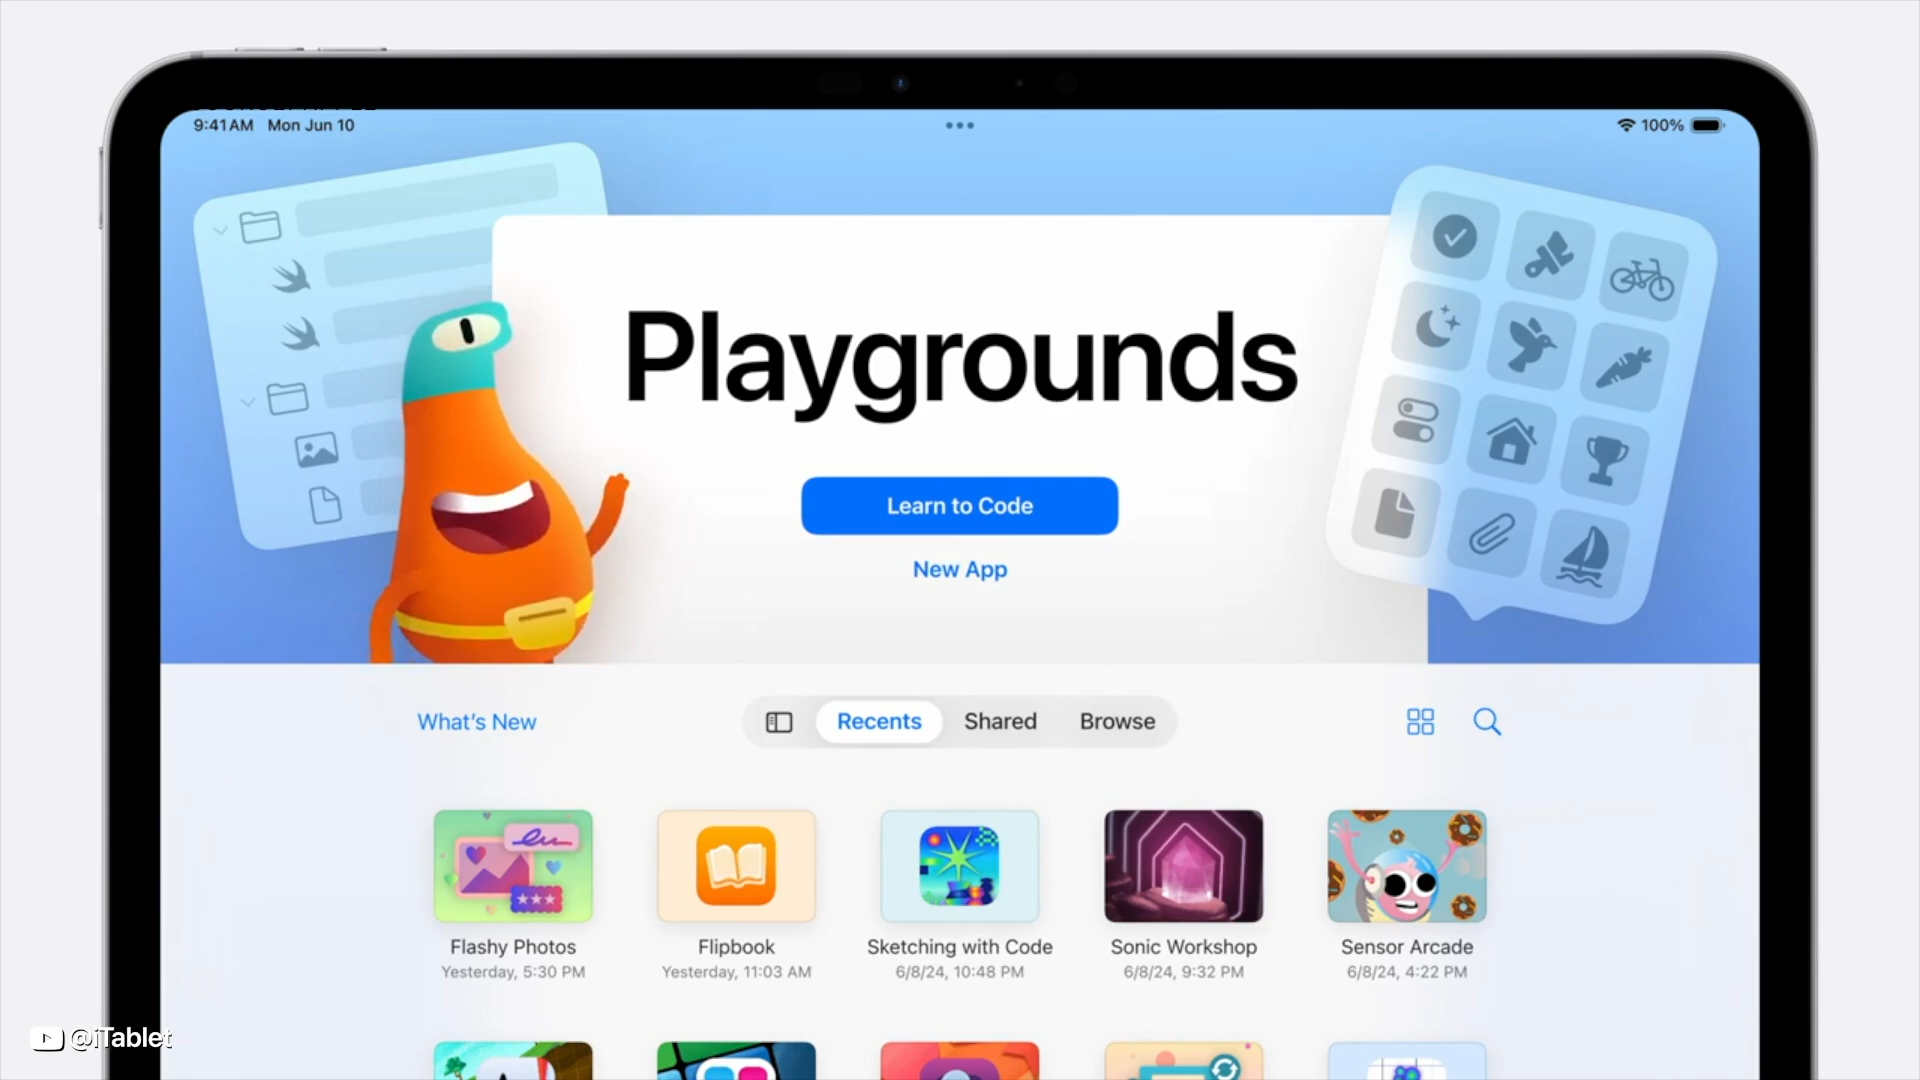 9:41 AM Mon Jun 10
100%
Playgrounds
Learn to Code
New App
What's New
Recents
Shared
Browse
Flashy Photos
Yesterday, 5:30 PM
Flipbook
Yesterday, 11:03 AM
Sketching with Code
6/8/24, 10:48 PM
Sonic Workshop
6/8/24, 9:32 PM
Sensor Arcade
6/8/24, 4:22 PM
@iTablet